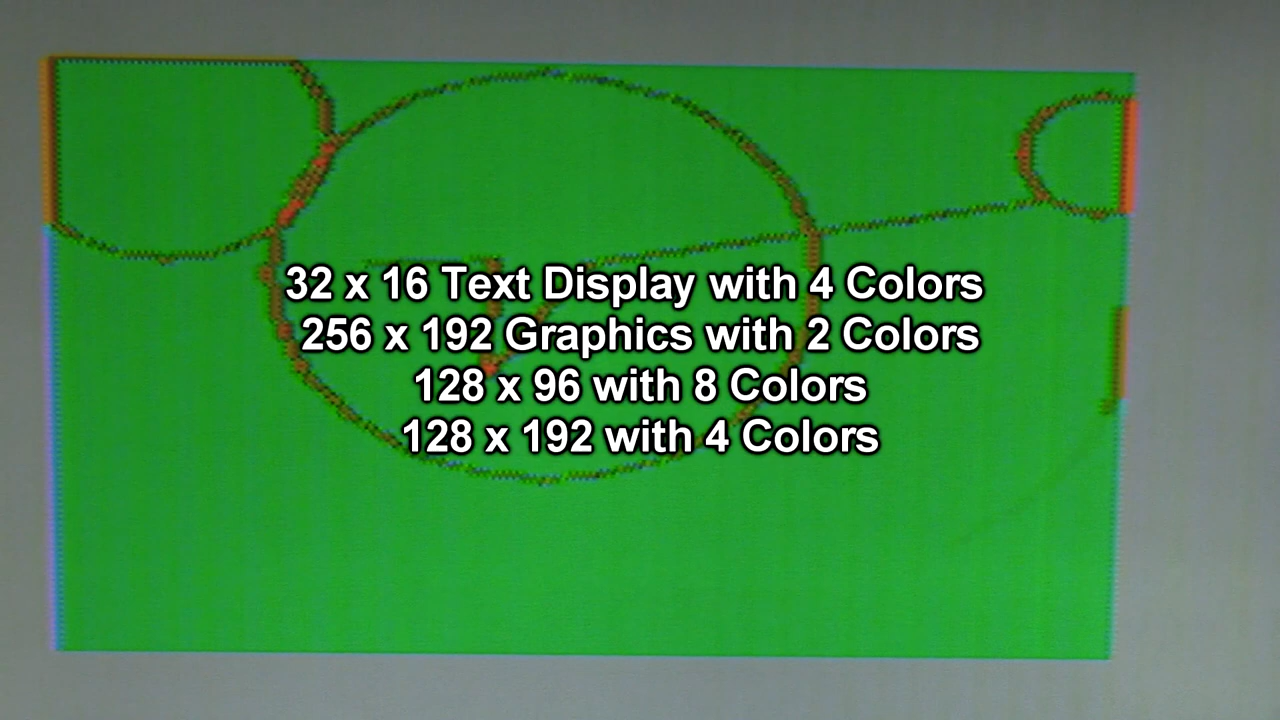 32 x 16 Text Display with 4 Colors
256 x 192 Graphics with 2 Colors
128 x 96 with 8 Colors
128 x 192 with 4 Colors